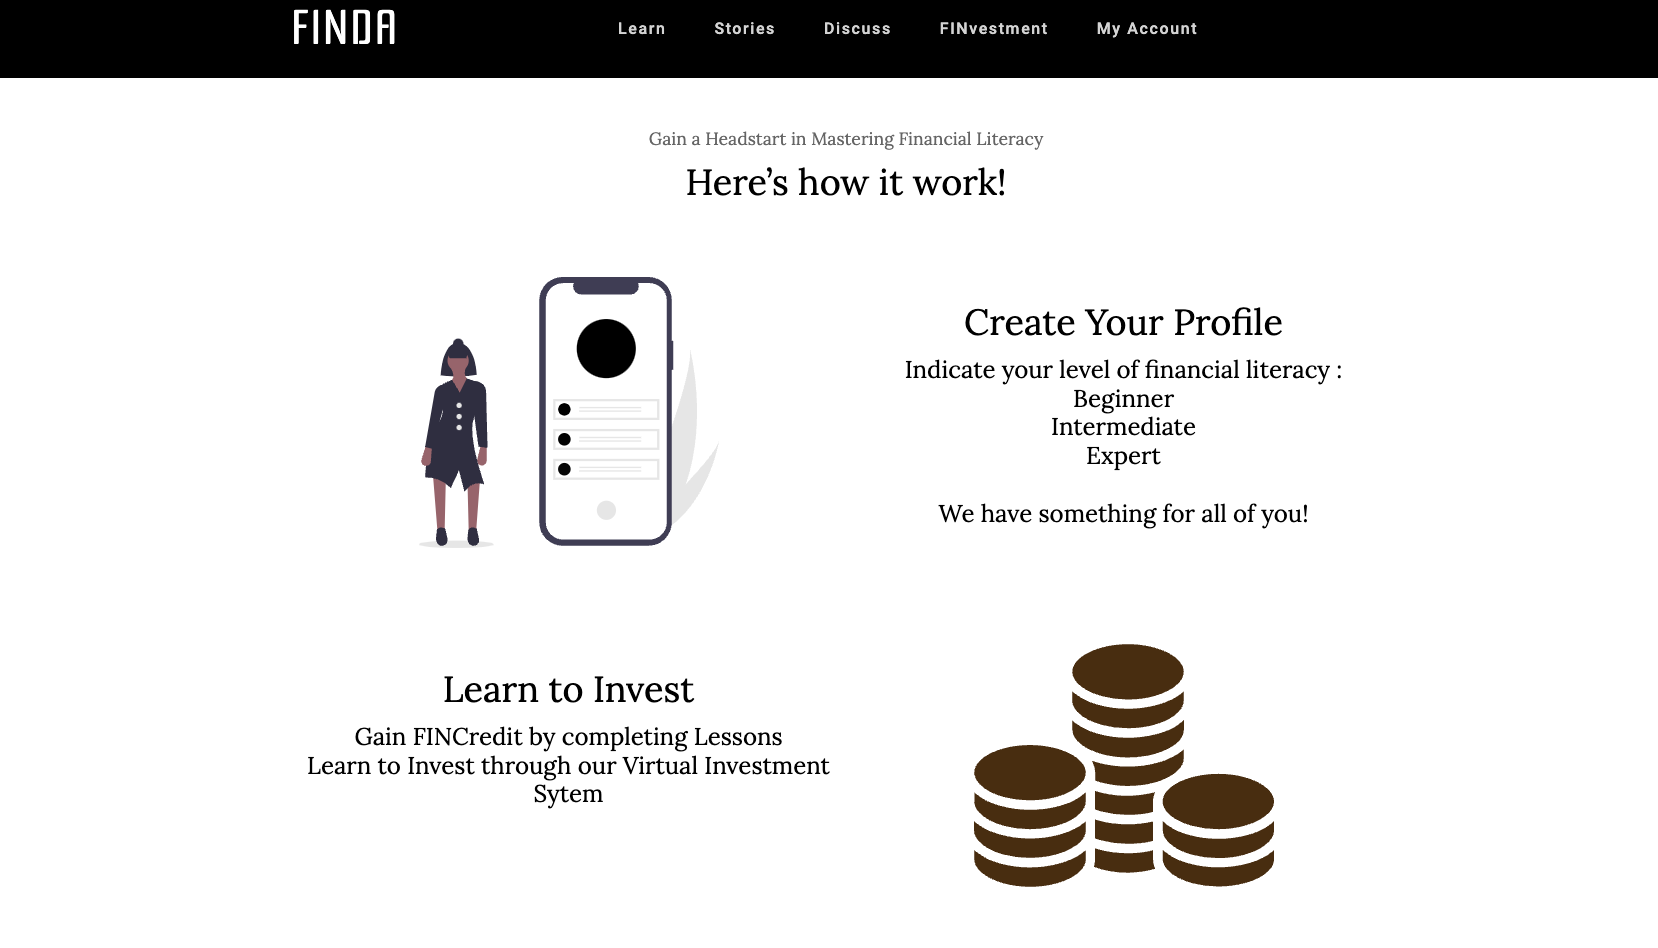 FINDA
Learn Stories Discuss FINvestment My Account
Gain a Headstart in Mastering Financial Literacy
Here’s how it work!
Create Your Profile
Indicate your level of financial literacy :
Beginner
Intermediate
Expert
We have something for all of you!
Learn to Invest
Gain FINCredit by completing Lessons
Learn to Invest through our Virtual Investment
Sytem